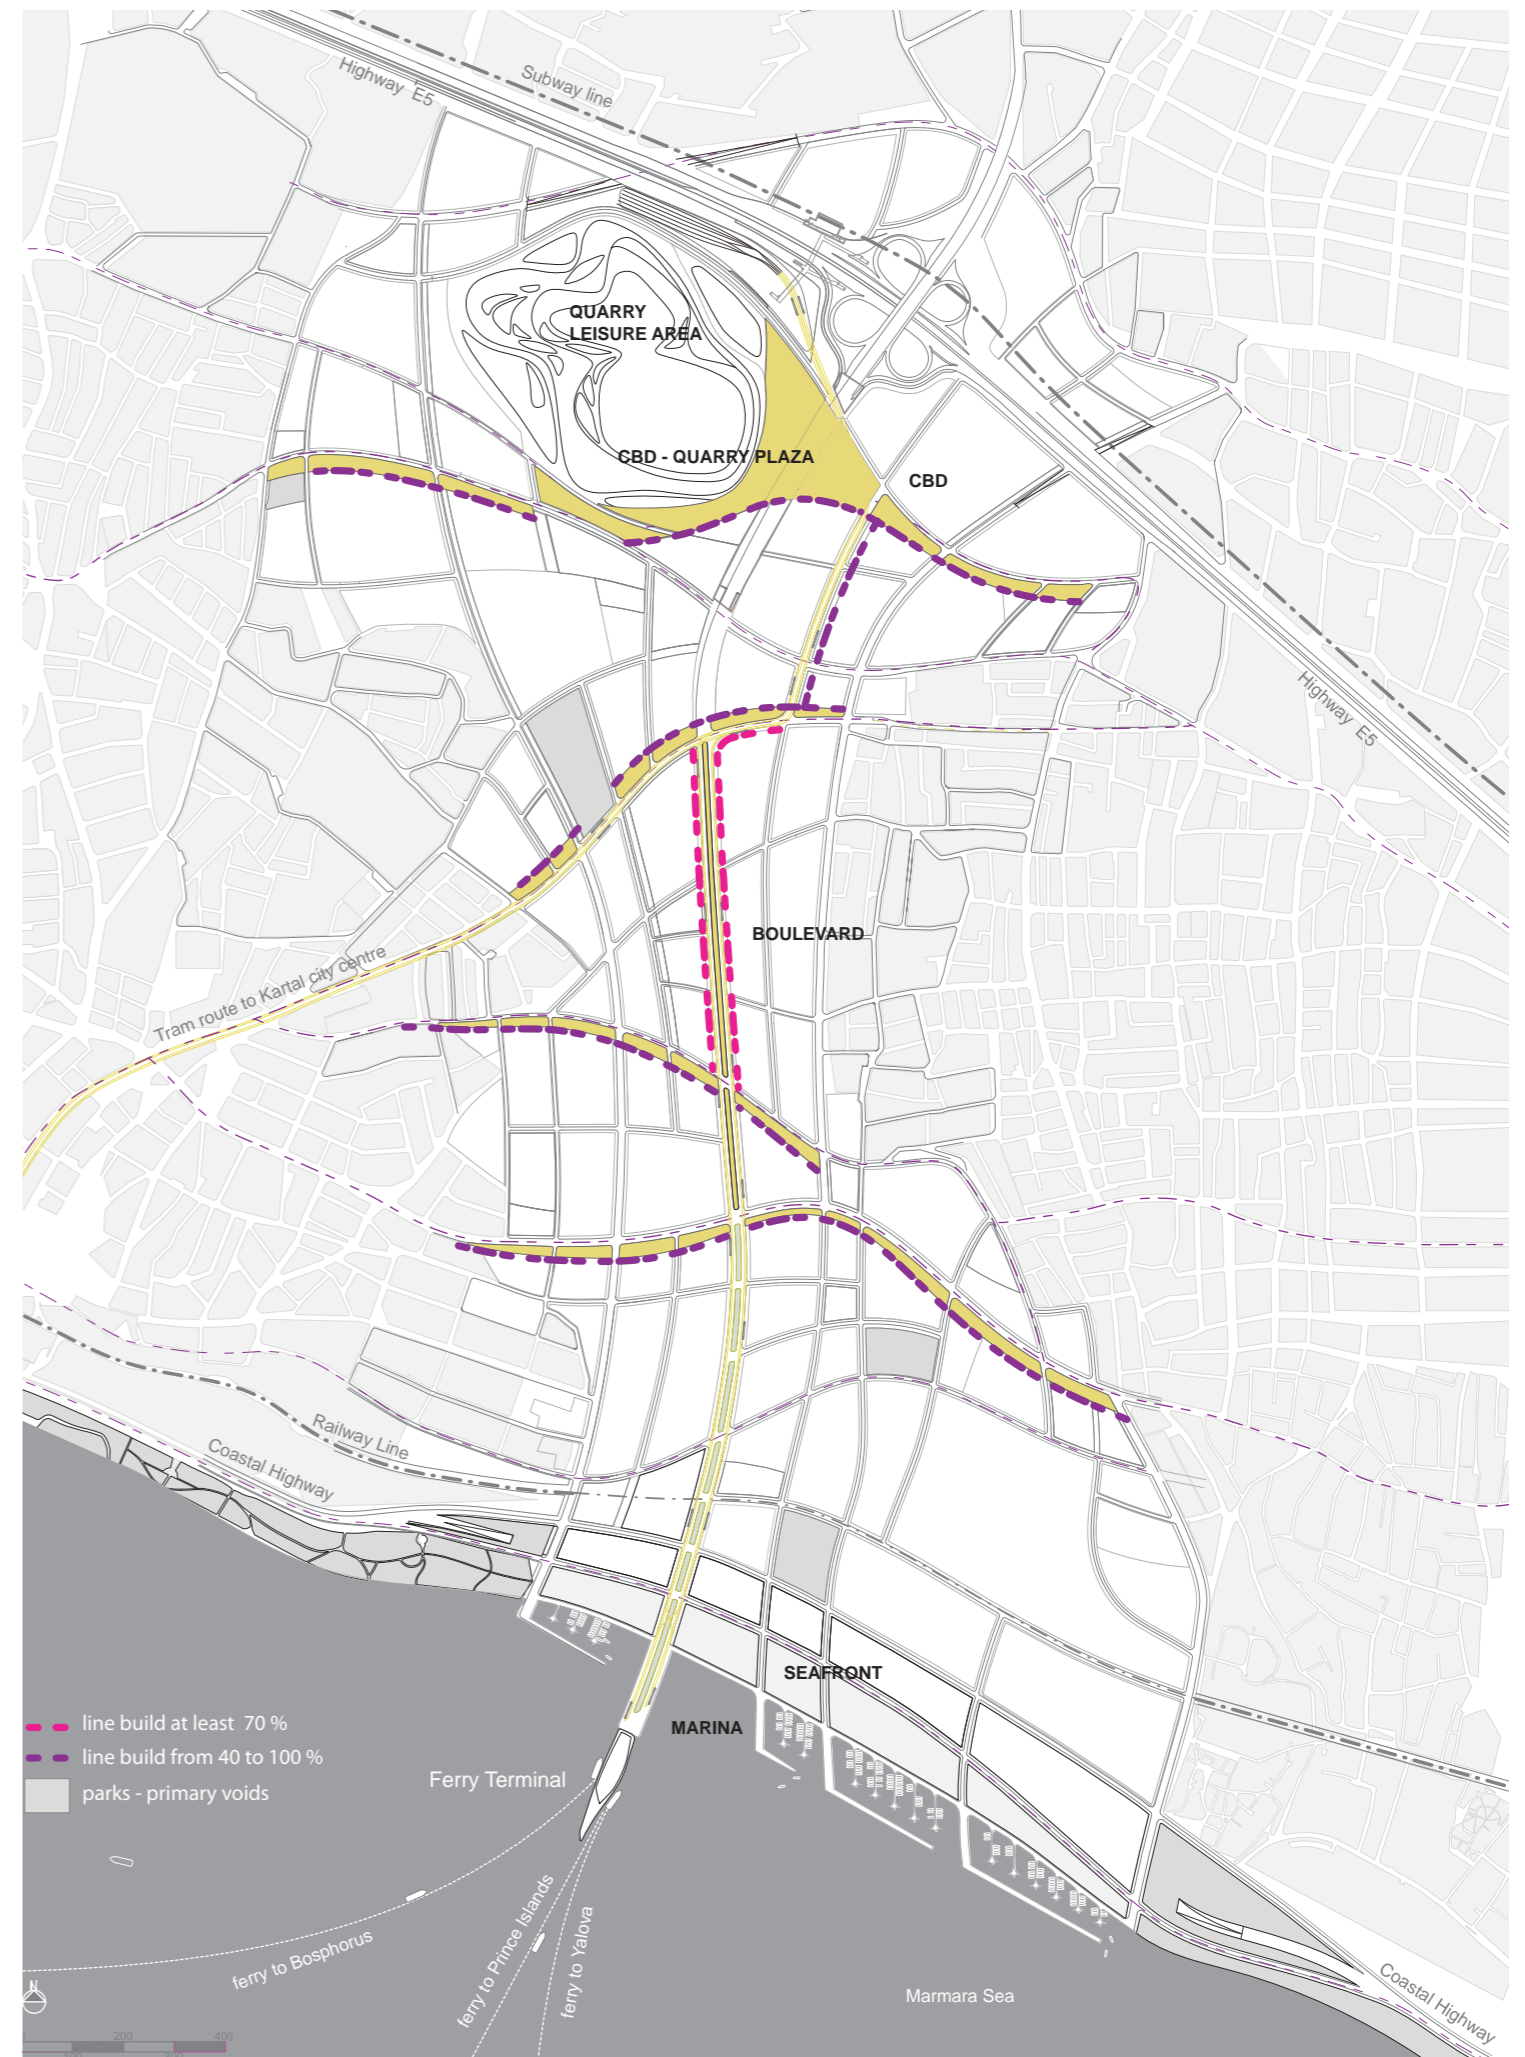 Highway E5
Subway line
QUARRY
LEISURE AREA
CBD - QUARRY PLAZA
CBD
Highway E5
BOULEVARD
Tram route to Kartal city centre
Railway Line
Coastal Highway
SEAFRONT
MARINA
line build at least 70 %
line build from 40 to 100 %
parks - primary voids
Ferry Terminal
ferry to Bosphorus
ferry to Prince Islands
ferry to Yalova
Marmara Sea
Coastal Highway
N
200
400